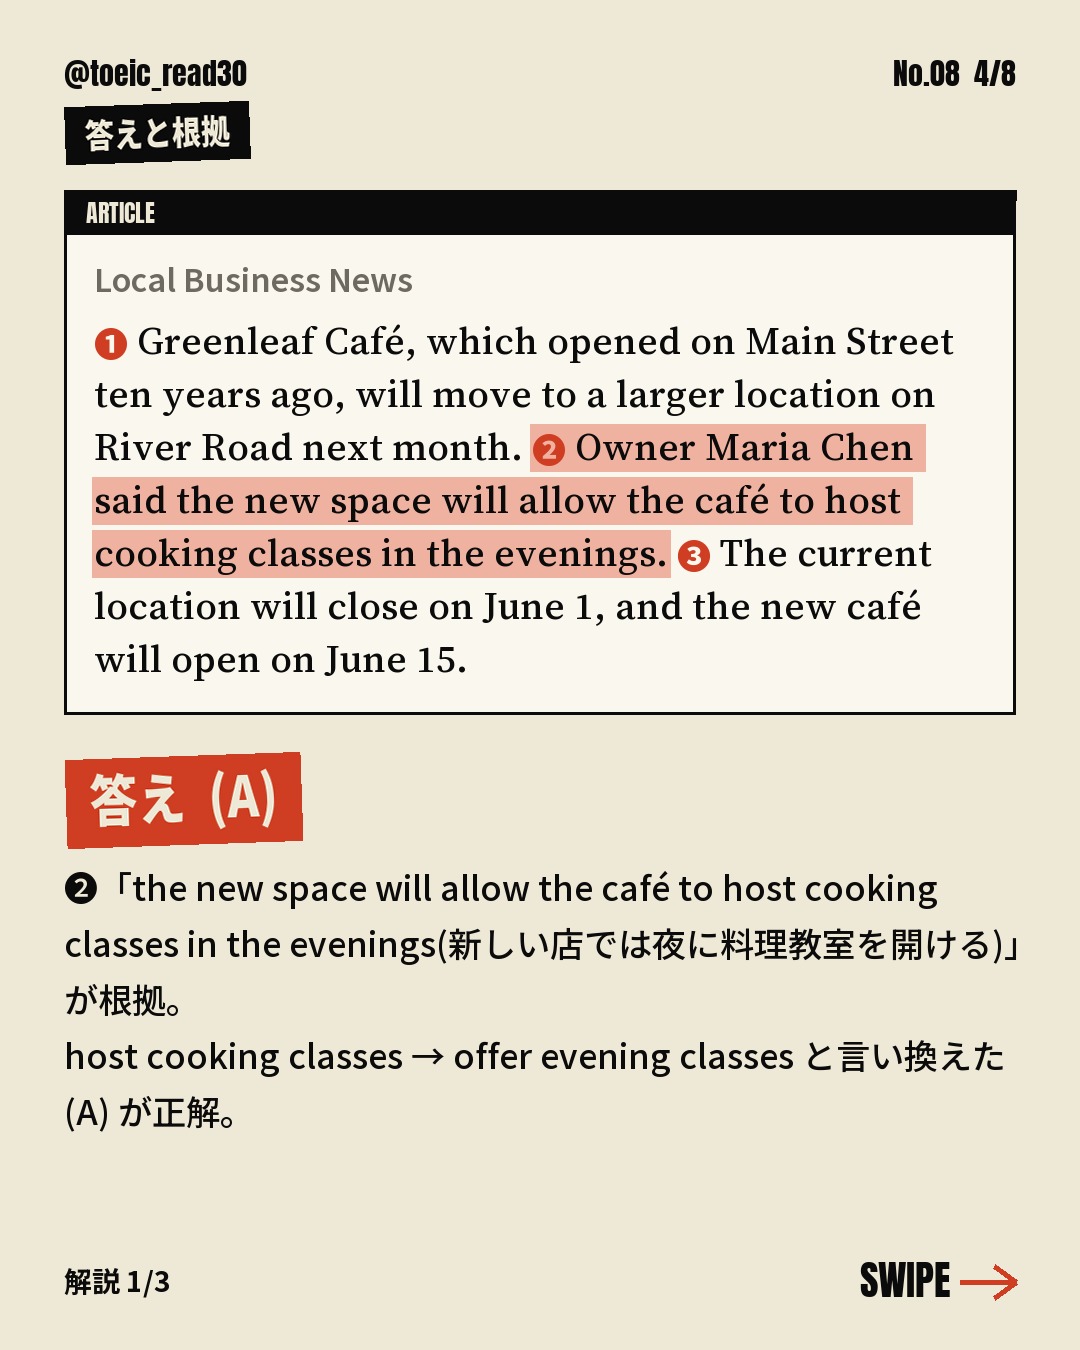 @toeic_read30
No.08 4/8
答えと根拠
ARTICLE
Local Business News
❶ Greenleaf Café, which opened on Main Street
ten years ago, will move to a larger location on
River Road next month. ❷ Owner Maria Chen
said the new space will allow the café to host
cooking classes in the evenings. ❸ The current
location will close on June 1, and the new café
will open on June 15.
答え (A)
❷「the new space will allow the café to host cooking
classes in the evenings(新しい店では夜に料理教室を開ける)」
が根拠。
host cooking classes → offer evening classes と言い換えた
(A) が正解。
解説 1/3
SWIPE →